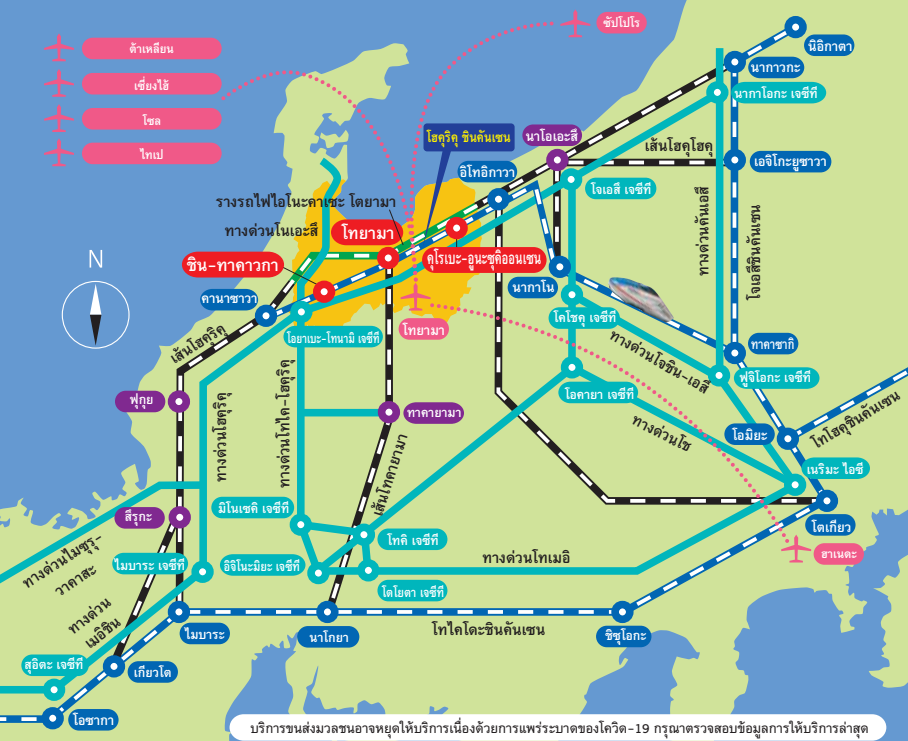 ซัปโปโร
ต้าเหลียน
เซี่ยงไฮ้
โซล
ไทเป
นีอิกาตา
นากาวกะ
นากาโอกะ เจซีที
โฮคุริคุ ชินคันเซน
นาโอเอะสึ
เส้นโฮคุโฮคุ
เอจิโกะยูซาวา
อิโทอิกาวา
โจเอสึ เจซีที
รางรถไฟไอโนะคาเซะ โตยามา
ทางด่วนโนเอะสึ
โทยามา
ทางด่วนคันเอสึ
โจเอสึชินคันเซน
N
ชิน-ทาคาวกา
คุโรเบะ-อูนะซุคิออนเซน
นากาโน
คานาซาวา
โทยามา
โคโชคุ เจซีที
โอยาเบะ-โทนามิ เจซีที
เส้นโฮคุริคุ
ทางด่วนโจชิน-เอสึ
ทาคาซากิ
ฟูจิโอกะ เจซีที
โอคายา เจซีที
ฟุกุย
ทางด่วนโฮคุริคุ
ทางด่วนโทไค-โฮคุริคุ
ทาคายามา
ทางด่วนโช
โอมิยะ
โทโฮคุชินคันเซน
เส้นโทคายามา
เนริมะ ไอซี
โตเกียว
มิโนเซคิ เจซีที
สึรุกะ
โทคิ เจซีที
ฮาเนดะ
ทางด่วนไมซุรุ-
วาคาสะ
ไมบาระ เจซีที
อิจิโนะมิยะ เจซีที
ทางด่วนโทเมอิ
โตโยตา เจซีที
ทางด่วน
เมอิชิน
ไมบาระ
นาโกยา
โทไคโดะชินคันเซน
ชิซุโอกะ
สุอิตะ เจซีที
เกียวโต
โอซากา
บริการขนส่งมวลชนอาจหยุดให้บริการเนื่องด้วยการแพร่ระบาดของโควิด-19 กรุณาตรวจสอบข้อมูลการให้บริการล่าสุด